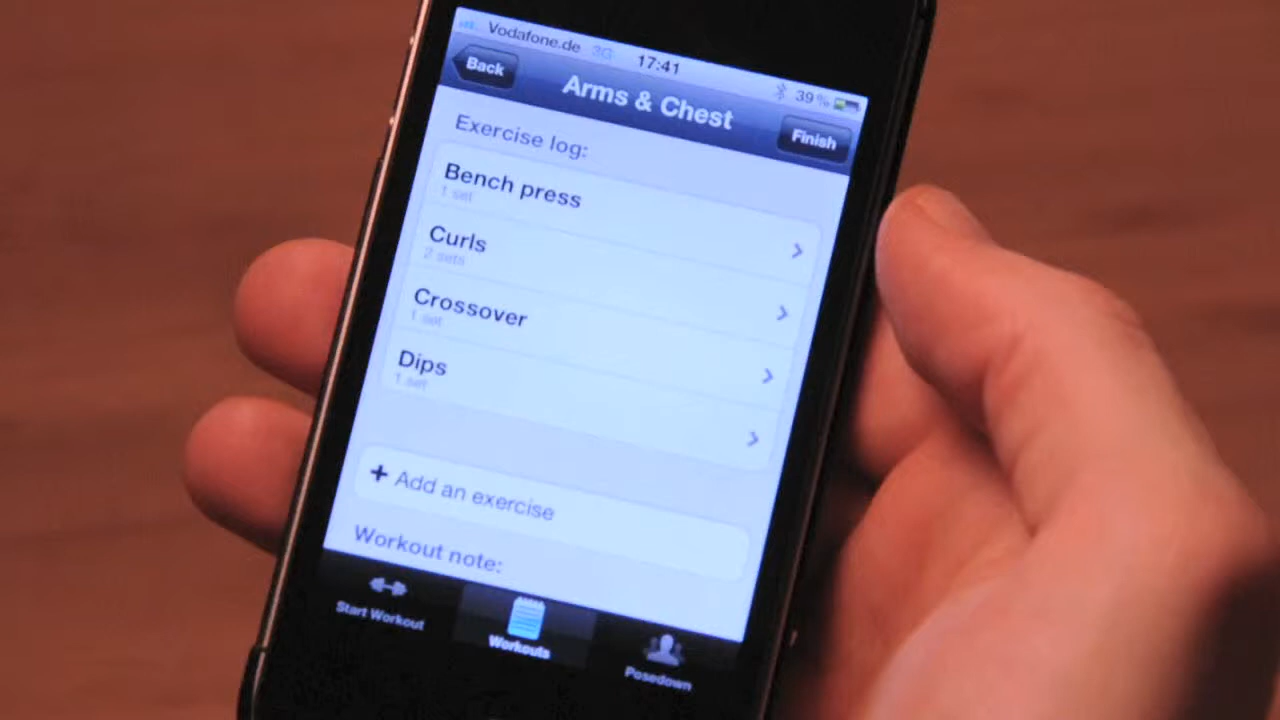 Vodafone.de 3G 17:41 39%
Back Arms & Chest Finish
Exercise log:
Bench press
1 set
Curls
2 sets
Crossover
1 set
Dips
1 set
+ Add an exercise
Workout note:
Start Workout Workouts Posedown